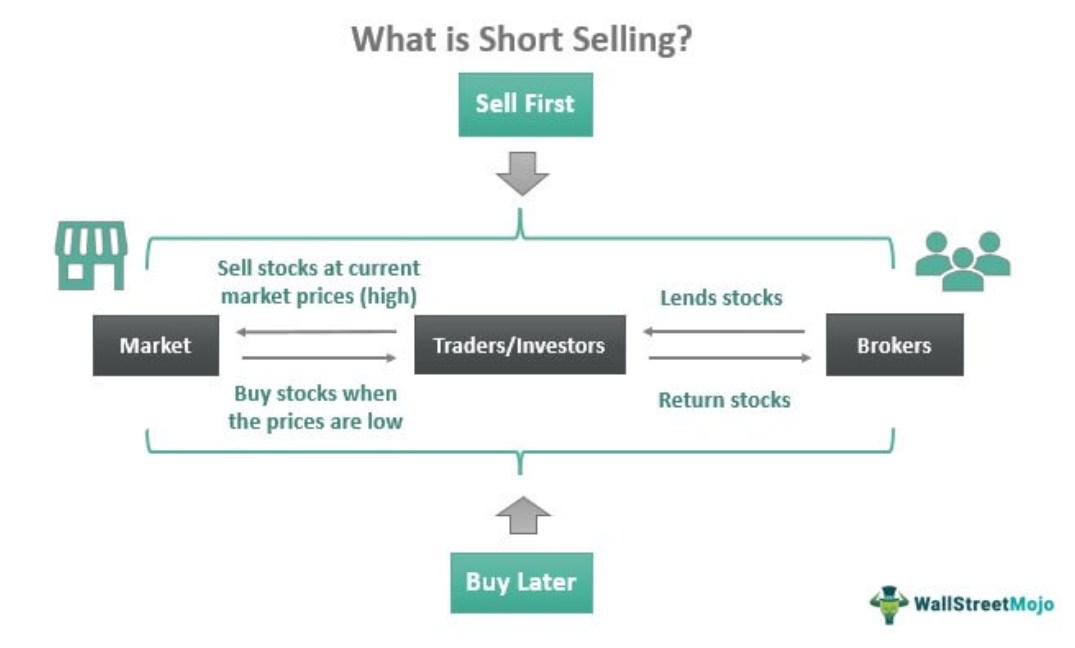 What is Short Selling?
Sell First
Sell stocks at current
market prices (high)
Lends stocks
Market
Traders/Investors
Brokers
Buy stocks when
the prices are low
Return stocks
Buy Later
WallStreetMojo